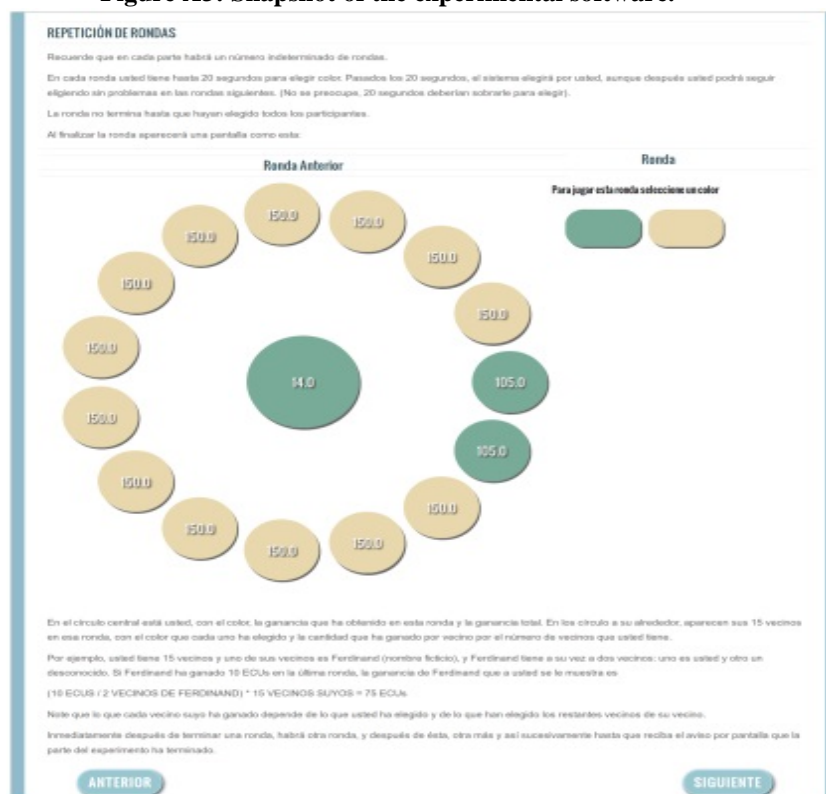 Figure A5: Snapshot of the experimental software.
REPETICIÓN DE RONDAS
Recuerde que en cada parte habrá un número indeterminado de rondas.
En cada ronda usted tiene hasta 20 segundos para elegir color. Pasados los 20 segundos, el sistema elegirá por usted, aunque después usted podrá seguir
eligiendo sin problemas en las rondas siguientes. (No se preocupe, 20 segundos deberían sobrarle para elegir).
La ronda no termina hasta que hayan elegido todos los participantes.
Al finalizar la ronda aparecerá una pantalla como esta:
Ronda Anterior
Ronda
Para jugar esta ronda seleccione un color
150.0
150.0
150.0
150.0
150.0
150.0
150.0
14.0
105.0
150.0
105.0
150.0
150.0
150.0
150.0
150.0
En el círculo central está usted, con el color, la ganancia que ha obtenido en esta ronda y la ganancia total. En los círculo a su alrededor, aparecen sus 15 vecinos
en esa ronda, con el color que cada uno ha elegido y la cantidad que ha ganado por vecino por el número de vecinos que usted tiene.
Por ejemplo, usted tiene 15 vecinos y uno de sus vecinos es Ferdinand (nombre ficticio), y Ferdinand tiene a su vez a dos vecinos: uno es usted y otro un
desconocido. Si Ferdinand ha ganado 10 ECUs en la última ronda, la ganancia de Ferdinand que a usted se le muestra es
(10 ECUS / 2 VECINOS DE FERDINAND) * 15 VECINOS SUYOS = 75 ECUs.
Note que lo que cada vecino suyo ha ganado depende de lo que usted ha elegido y de lo que han elegido los restantes vecinos de su vecino.
Inmediatamente después de terminar una ronda, habrá otra ronda, y después de ésta, otra más y así sucesivamente hasta que reciba el aviso por pantalla que la
parte del experimento ha terminado.
ANTERIOR
SIGUIENTE